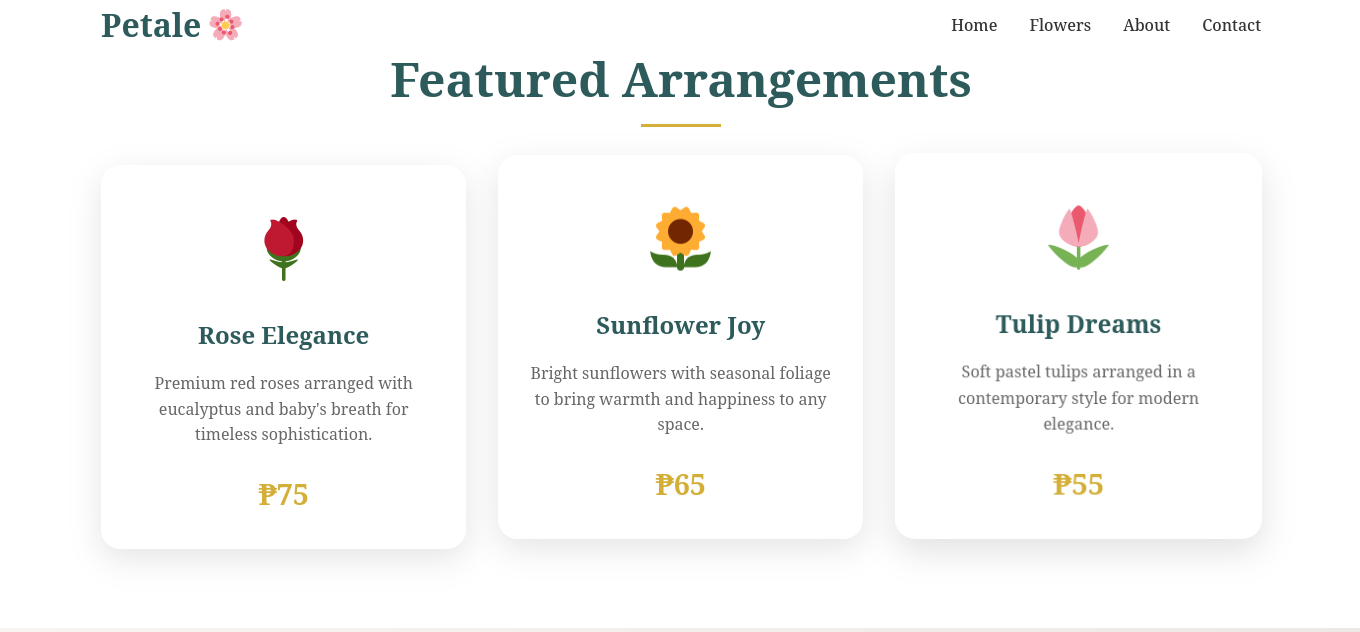 Petale
Home Flowers About Contact
Featured Arrangements
Rose Elegance
Premium red roses arranged with
eucalyptus and baby's breath for
timeless sophistication.
₱75
Sunflower Joy
Bright sunflowers with seasonal foliage
to bring warmth and happiness to any
space.
₱65
Tulip Dreams
Soft pastel tulips arranged in a
contemporary style for modern
elegance.
₱55